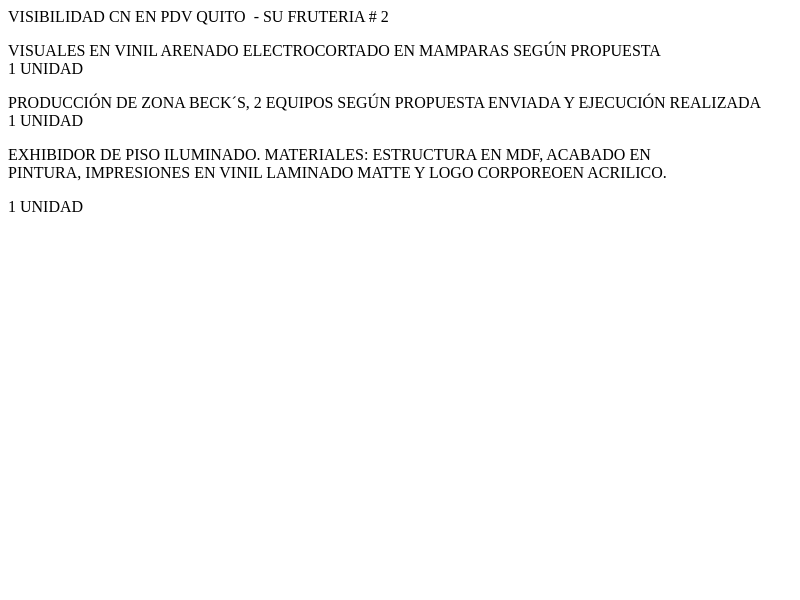 VISIBILIDAD CN EN PDV QUITO  - SU FRUTERIA # 2
VISUALES EN VINIL ARENADO ELECTROCORTADO EN MAMPARAS SEGÚN PROPUESTA
1 UNIDAD
PRODUCCIÓN DE ZONA BECK´S, 2 EQUIPOS SEGÚN PROPUESTA ENVIADA Y EJECUCIÓN REALIZADA
1 UNIDAD
EXHIBIDOR DE PISO ILUMINADO. MATERIALES: ESTRUCTURA EN MDF, ACABADO EN
PINTURA, IMPRESIONES EN VINIL LAMINADO MATTE Y LOGO CORPOREOEN ACRILICO.
1 UNIDAD